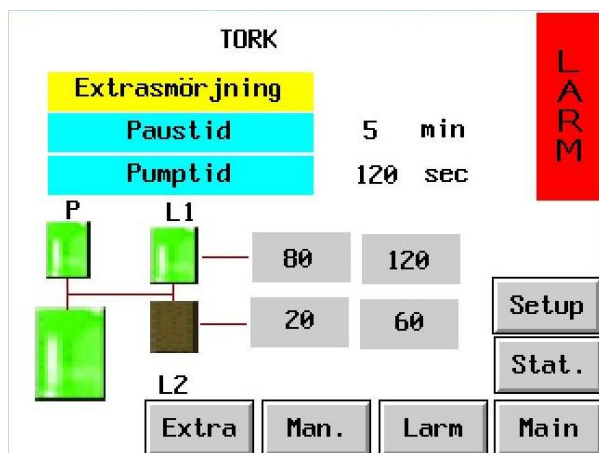 TORK
LARM
Extrasmörjning
Paustid 5 min
Pumptid 120 sec
P L1
80 120
20 60
Setup
Stat.
L2
Extra Man. Larm Main